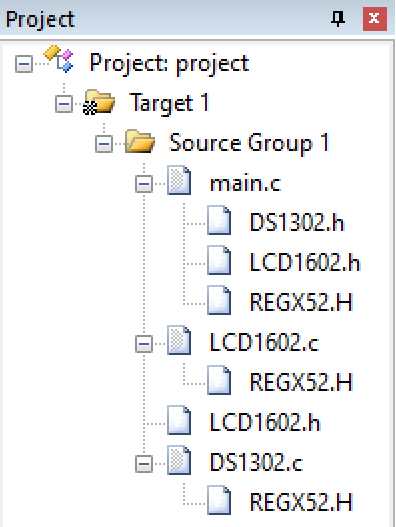 Project
Project: project
Target 1
Source Group 1
main.c
DS1302.h
LCD1602.h
REGX52.H
LCD1602.c
REGX52.H
LCD1602.h
DS1302.c
REGX52.H